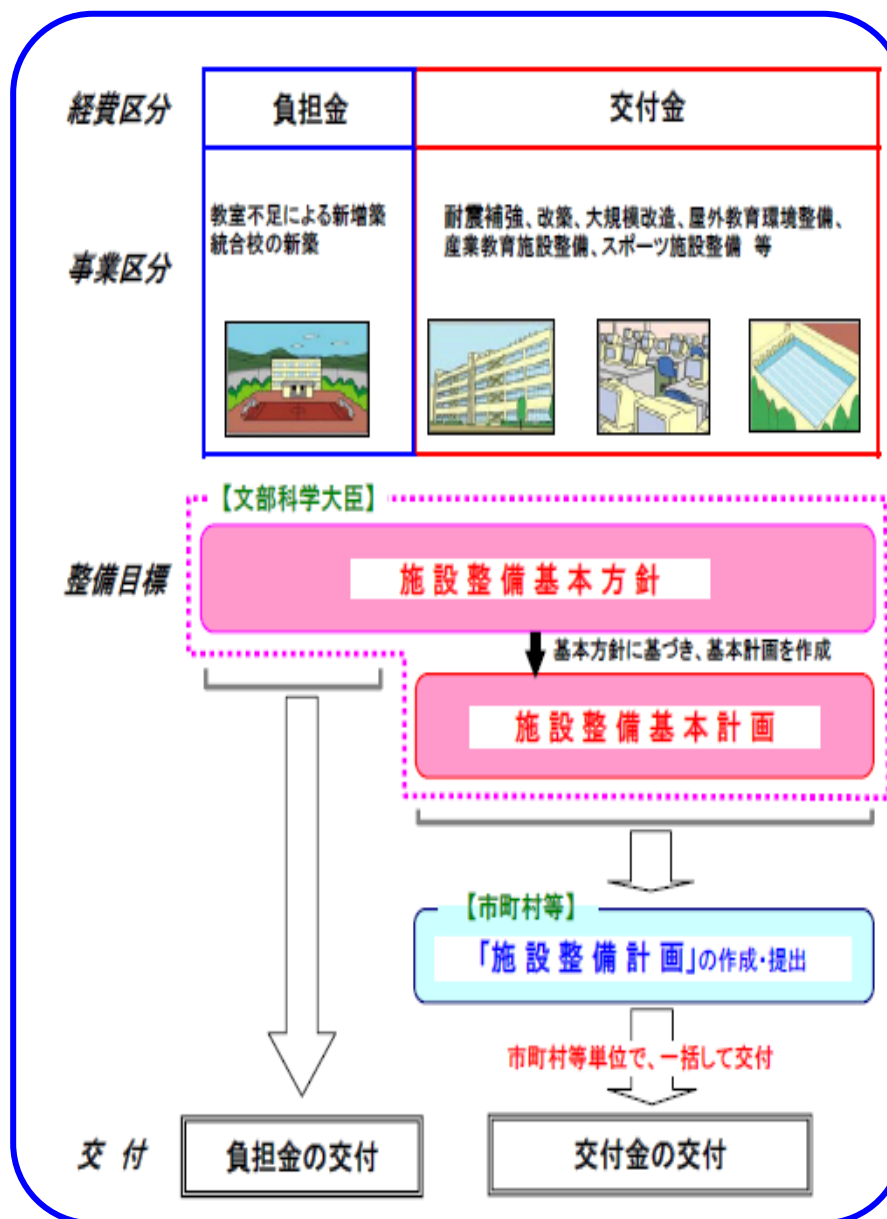 経費区分
負担金
交付金
事業区分
教室不足による新増築
統合校の新築
耐震補強、改築、大規模改造、屋外教育環境整備、
産業教育施設整備、スポーツ施設整備 等
【文部科学大臣】
整備目標
施設整備基本方針
基本方針に基づき、基本計画を作成
施設整備基本計画
【市町村等】
「施設整備計画」の作成・提出
市町村等単位で、一括して交付
交 付
負担金の交付
交付金の交付